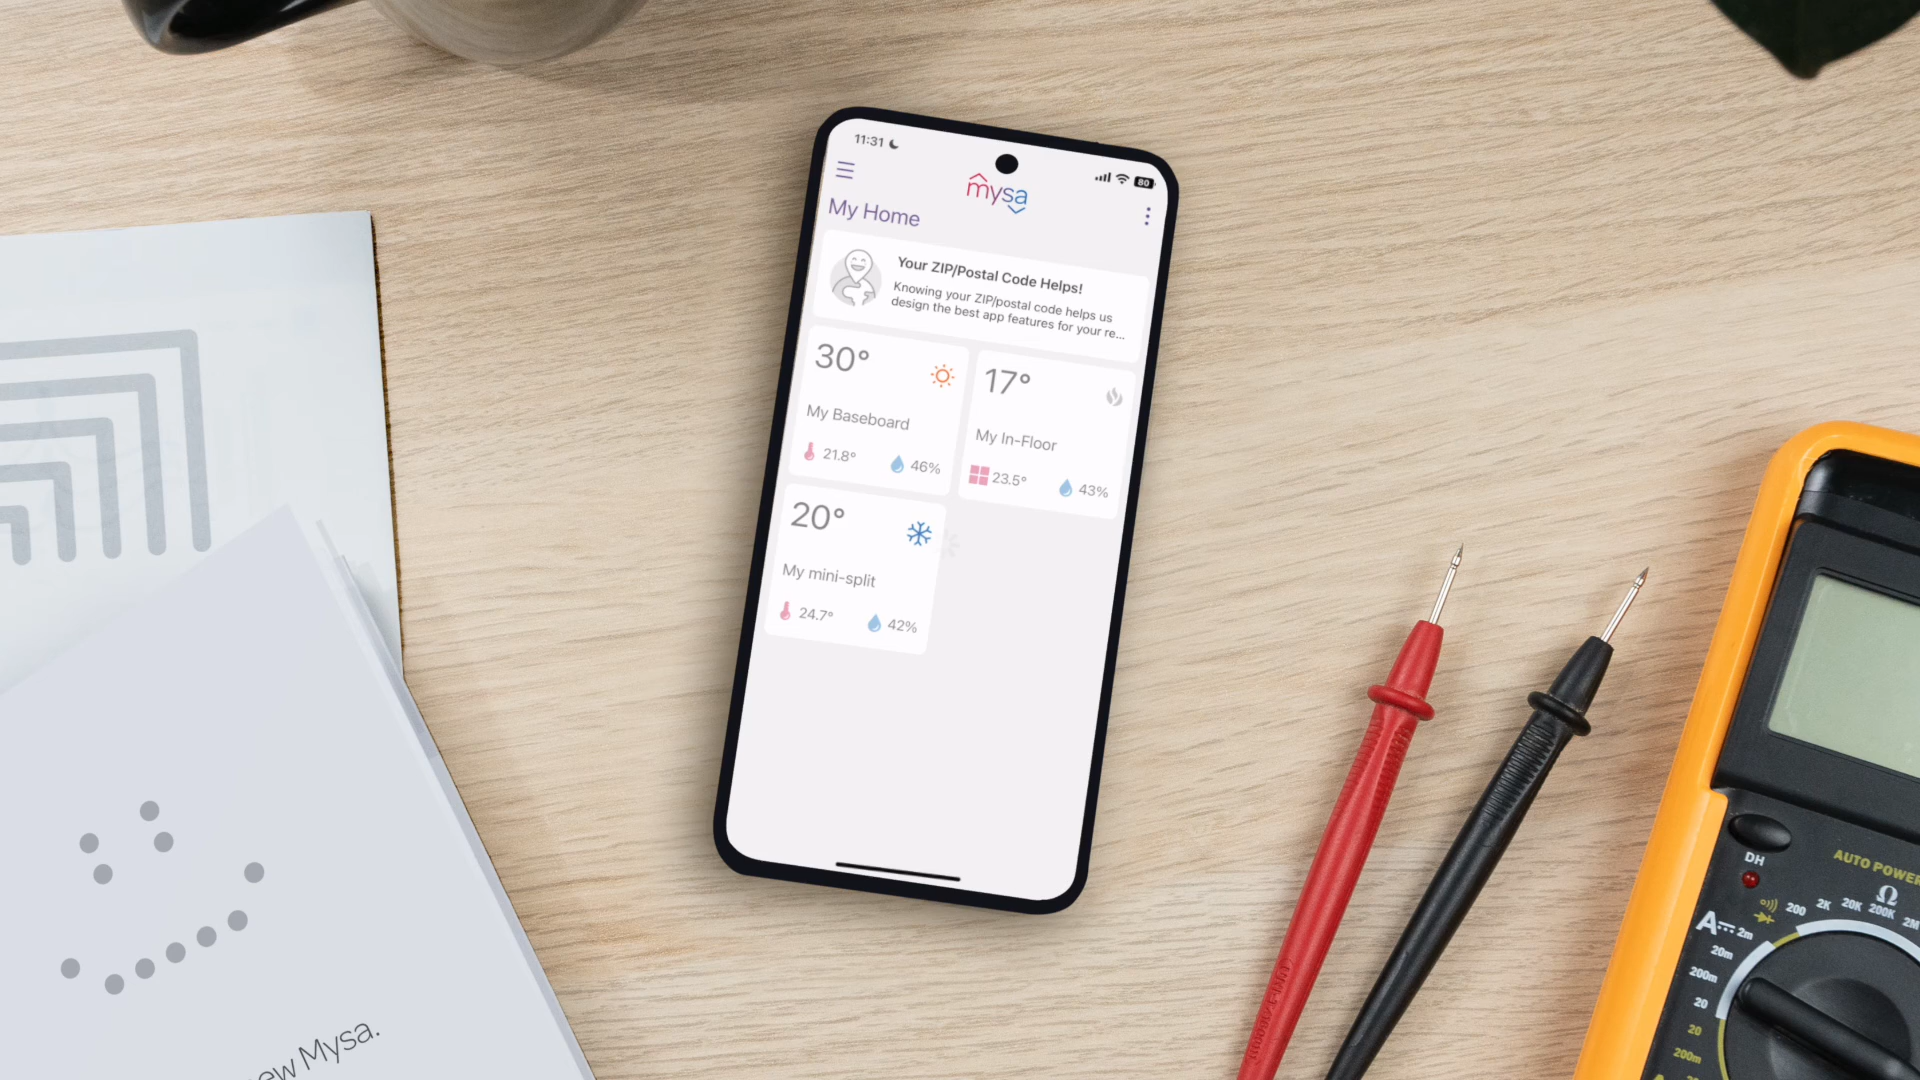 11:31
80
mysa
My Home
Your ZIP/Postal Code Helps!
Knowing your ZIP/postal code helps us
design the best app features for your re...
30°
My Baseboard
21.8°
46%
17°
My In-Floor
23.5°
43%
20°
My mini-split
24.7°
42%
ew Mysa.
DH
AUTO POWER
Ω
200
2K
20K
200K
2M
A
2m
20m
200m
20
20
200m